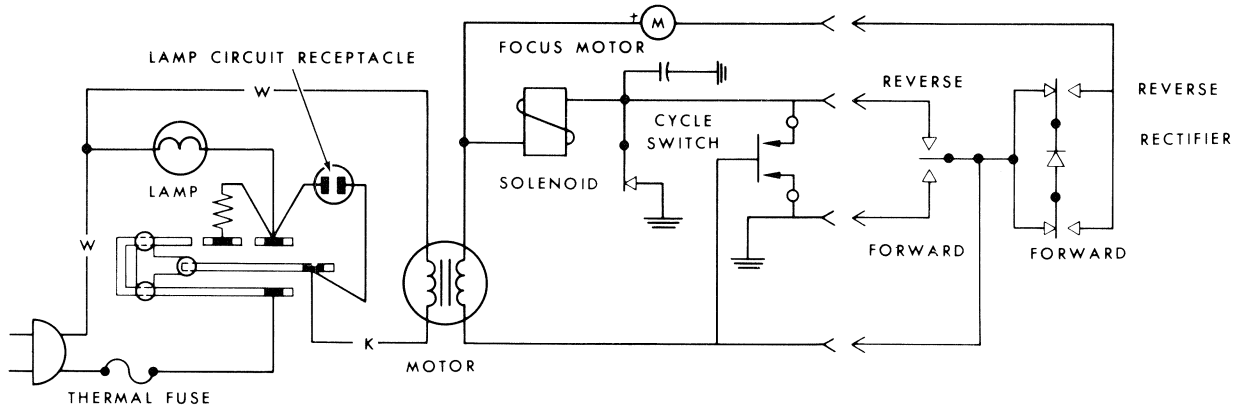 M
FOCUS MOTOR
LAMP CIRCUIT RECEPTACLE
W
REVERSE
REVERSE
CYCLE
SWITCH
RECTIFIER
LAMP
SOLENOID
W
FORWARD
FORWARD
K
MOTOR
THERMAL FUSE